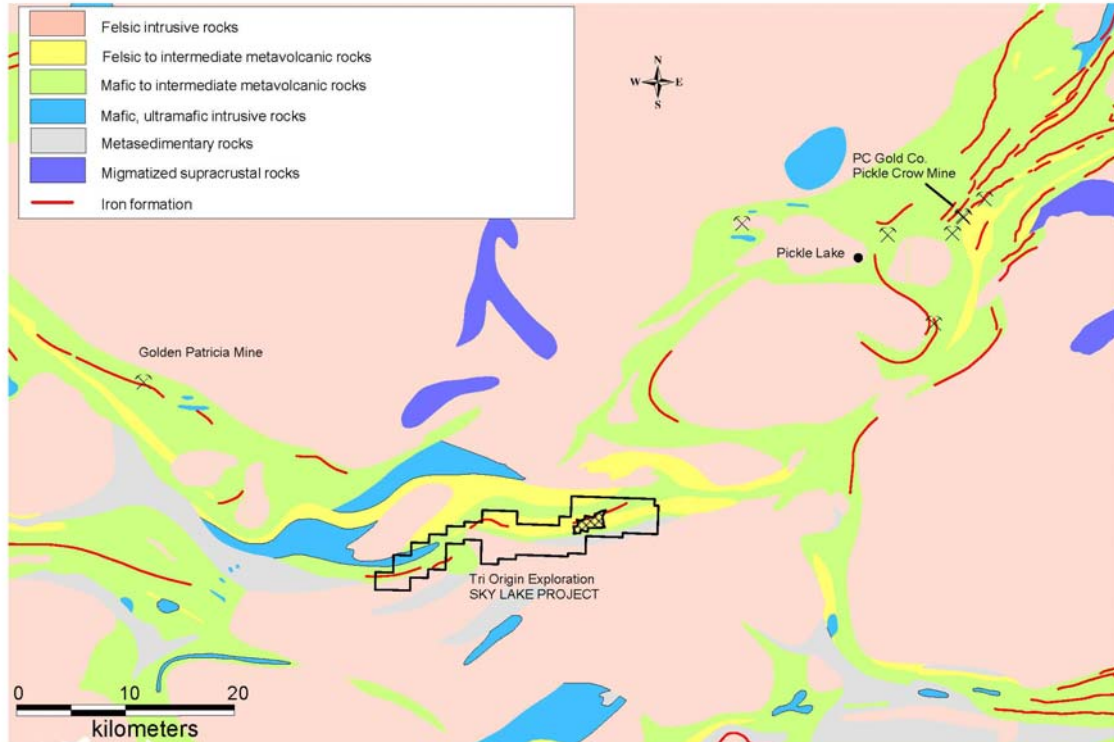 Felsic intrusive rocks
Felsic to intermediate metavolcanic rocks
Mafic to intermediate metavolcanic rocks
Mafic, ultramafic intrusive rocks
Metasedimentary rocks
Migmatized supracrustal rocks
Iron formation
N
W E
S
PC Gold Co.
Pickle Crow Mine
Pickle Lake
Golden Patricia Mine
Tri Origin Exploration
SKY LAKE PROJECT
0 10 20
kilometers